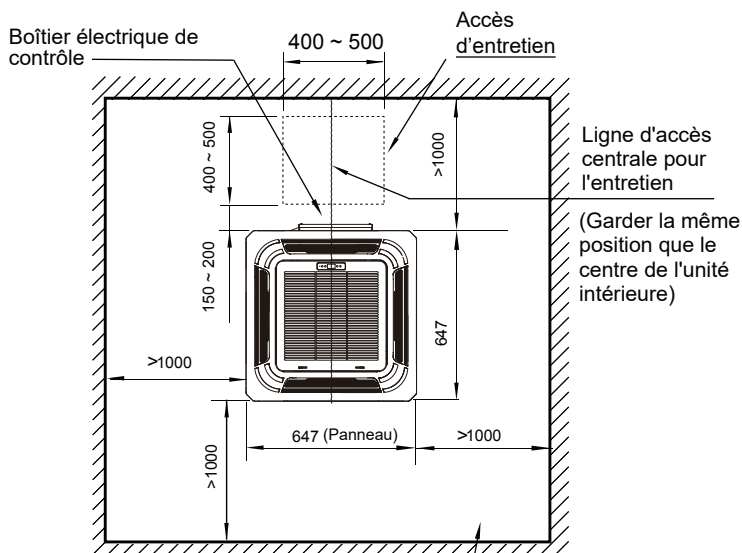 Boîtier électrique de
contrôle
400 ~ 500
Accès
d'entretien
400 ~ 500
>1000
Ligne d'accès
centrale pour
l'entretien
(Garder la même
position que le
centre de l'unité
intérieure)
150 ~ 200
647
>1000
647 (Panneau)
>1000
>1000